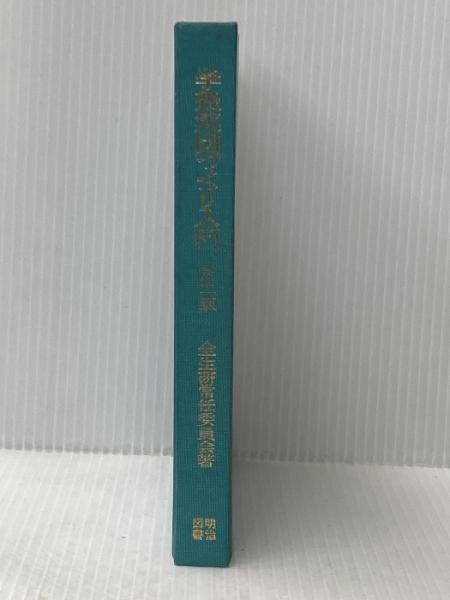 学級集団づくり入門
第二版
全生研常任委員会著
明治
図書